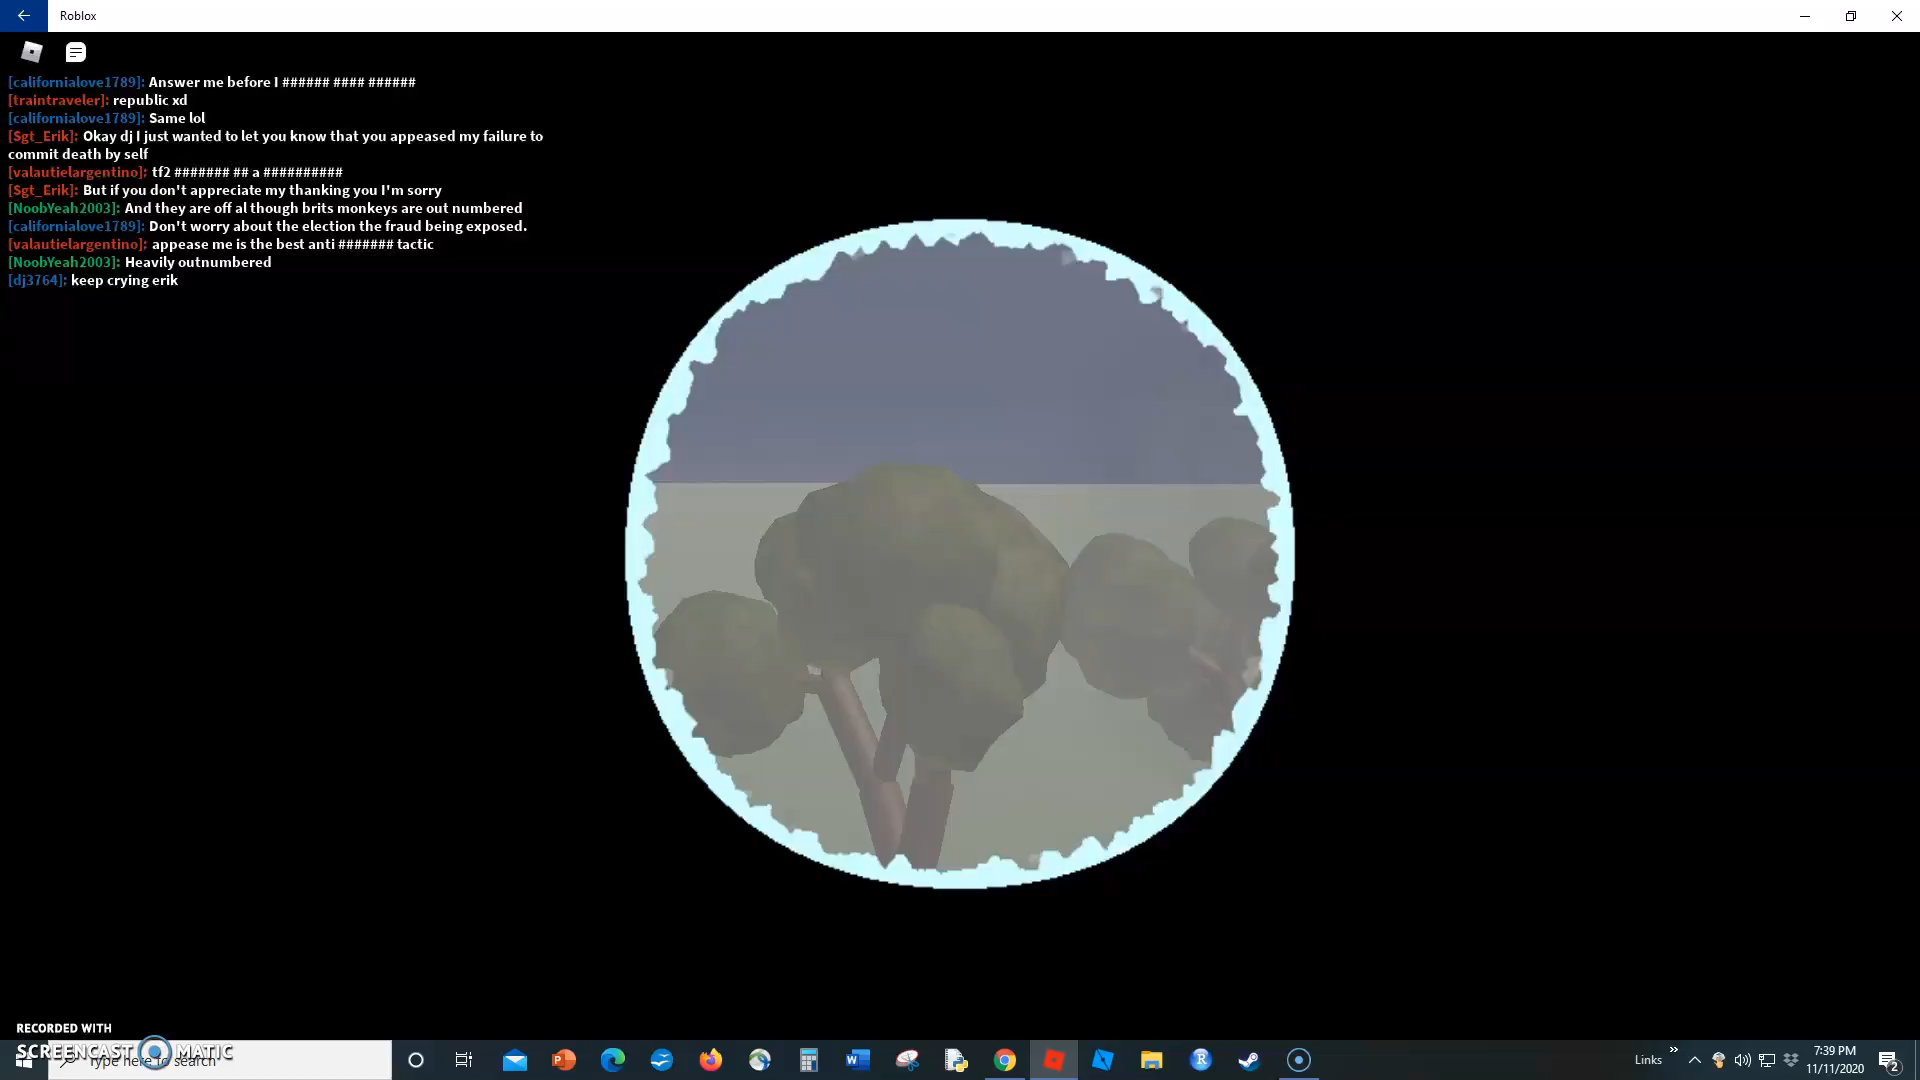 Roblox
[californialove1789]: Answer me before I ###### #### ######
[traintraveler]: republic xd
[californialove1789]: Same lol
[Sgt_Erik]: Okay dj I just wanted to let you know that you appeased my failure to
commit death by self
[valautielargentino]: tf2 ####### ## a ##########
[Sgt_Erik]: But if you don't appreciate my thanking you I'm sorry
[NoobYeah2003]: And they are off al though brits monkeys are out numbered
[californialove1789]: Don't worry about the election the fraud being exposed.
[valautielargentino]: appease me is the best anti ####### tactic
[NoobYeah2003]: Heavily outnumbered
[dj3764]: keep crying erik
RECORDED WITH
SCREENCAST MATIC
Type here to search
Links
7:39 PM
11/11/2020
2